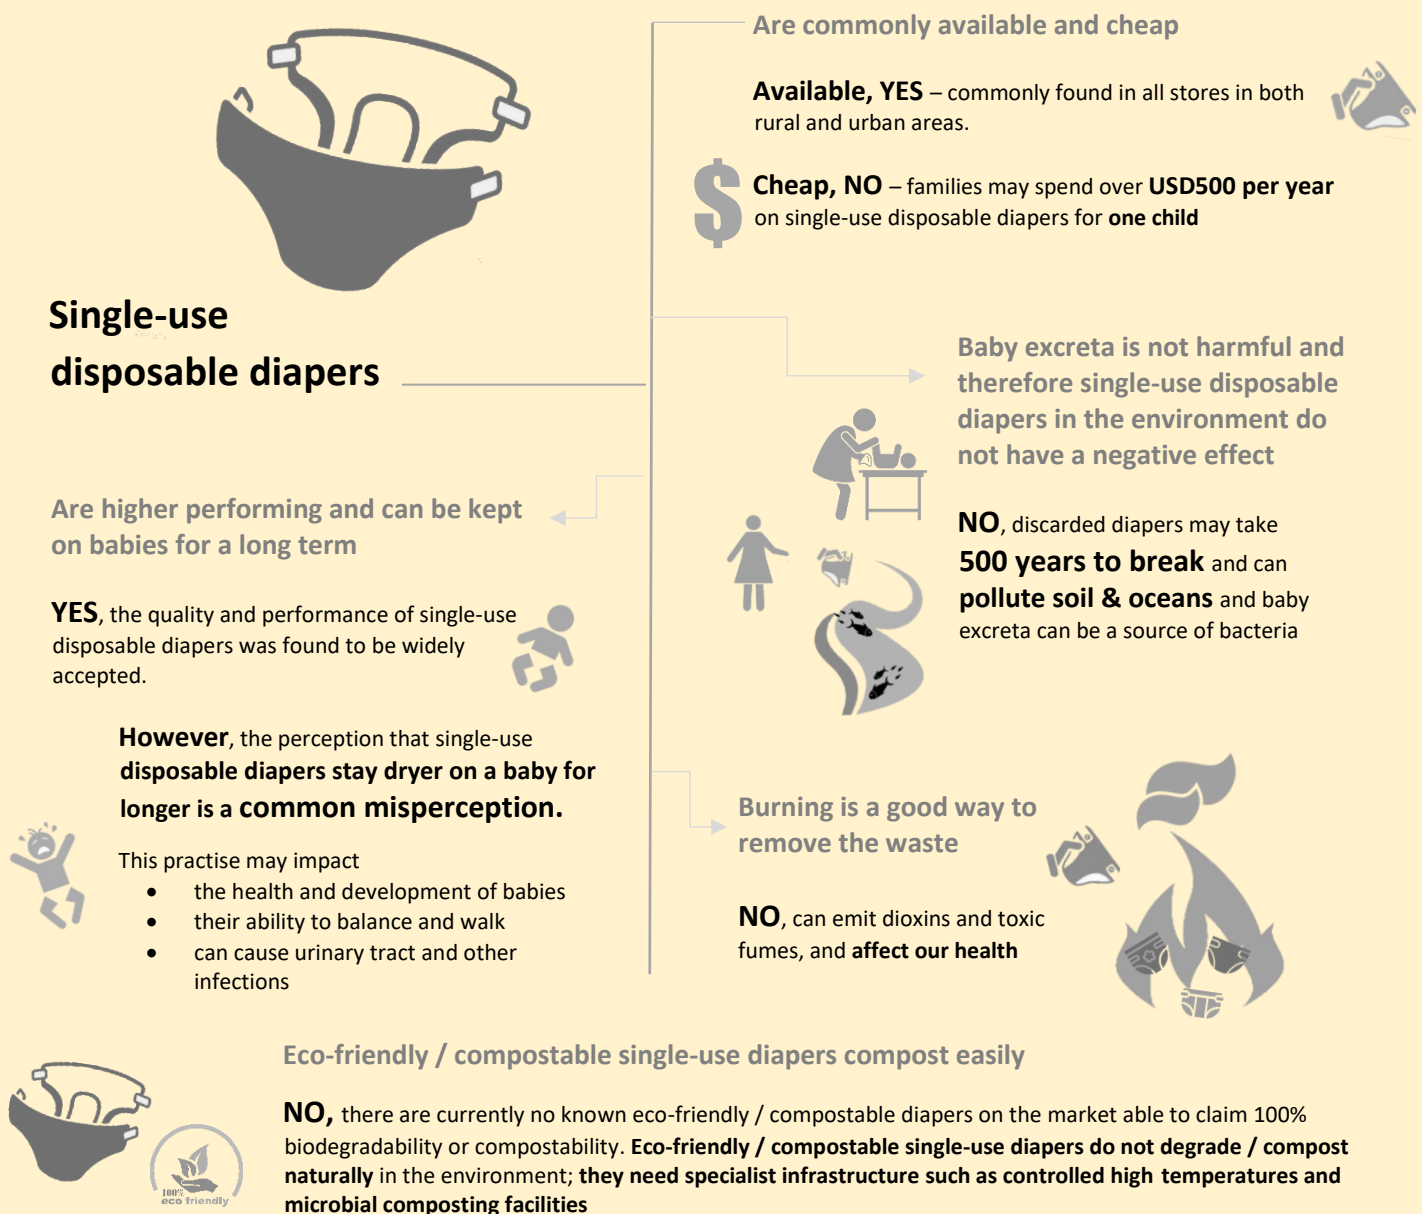 Are commonly available and cheap
Available, YES – commonly found in all stores in both
rural and urban areas.
$
Cheap, NO – families may spend over USD500 per year
on single-use disposable diapers for one child
Single-use
disposable diapers
Baby excreta is not harmful and
therefore single-use disposable
diapers in the environment do
not have a negative effect
NO, discarded diapers may take
500 years to break and can
pollute soil & oceans and baby
excreta can be a source of bacteria
Are higher performing and can be kept
on babies for a long term
YES, the quality and performance of single-use
disposable diapers was found to be widely
accepted.
However, the perception that single-use
disposable diapers stay dryer on a baby for
longer is a common misperception.
This practise may impact
• the health and development of babies
• their ability to balance and walk
• can cause urinary tract and other
infections
Burning is a good way to
remove the waste
NO, can emit dioxins and toxic
fumes, and affect our health
Eco-friendly / compostable single-use diapers compost easily
NO, there are currently no known eco-friendly / compostable diapers on the market able to claim 100%
biodegradability or compostability. Eco-friendly / compostable single-use diapers do not degrade / compost
naturally in the environment; they need specialist infrastructure such as controlled high temperatures and
microbial composting facilities
100%
eco friendly